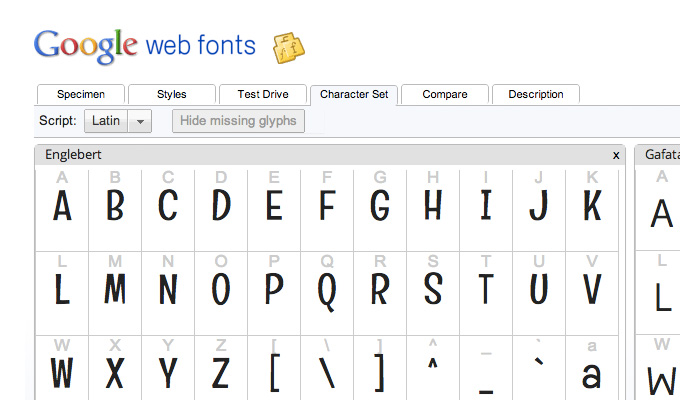 Google web fonts
Specimen Styles Test Drive Character Set Compare Description
Script: Latin Hide missing glyphs
Englebert x Gafata
A B C D E F G H I J K A
A B C D E F G H I J K A
L M N O P Q R S T U V L
L M N O P Q R S T U V L
W X Y Z [ \ ] ^ _ ` a W
W X Y Z [ \ ] ^ _ ` a W